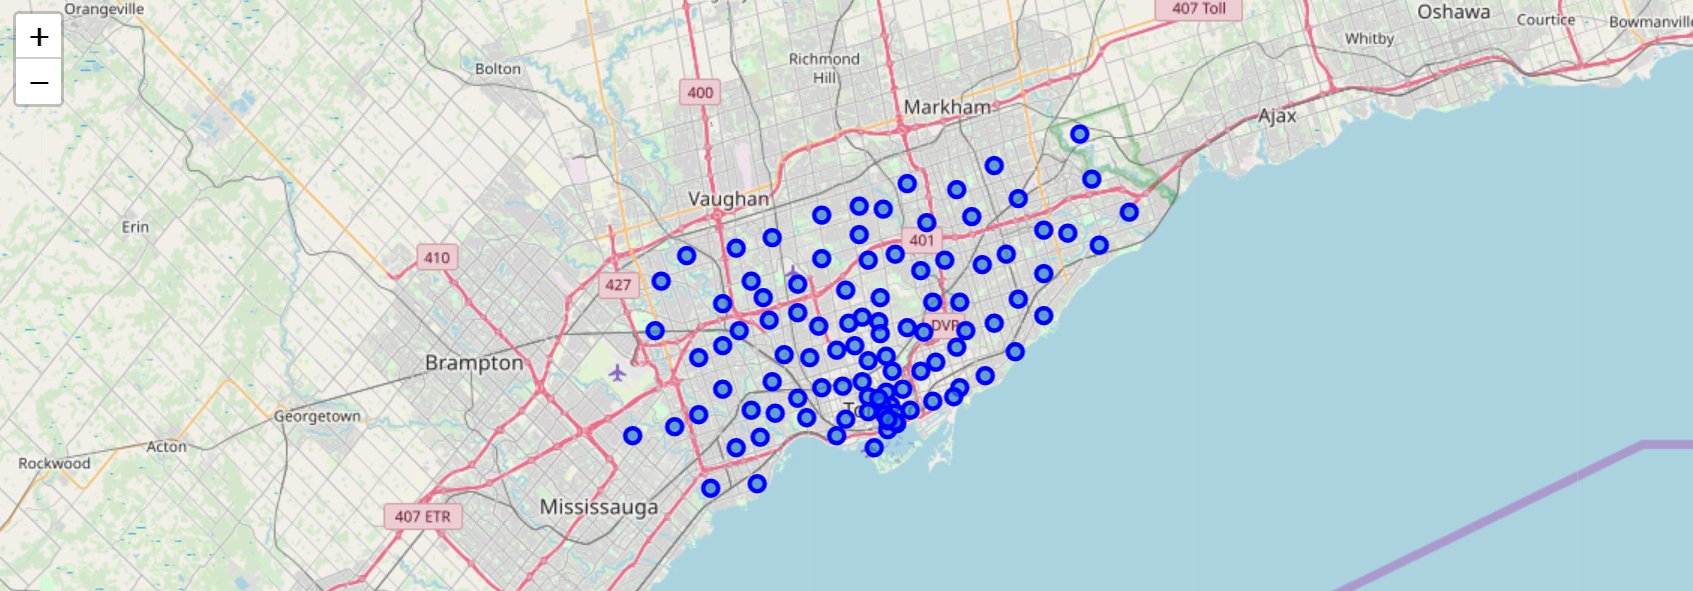 Orangeville
407 Toll
Oshawa
Courtice
Bowmanville
Whitby
+
Bolton
Richmond
Hill
−
400
Markham
Ajax
Vaughan
Erin
401
410
427
DVP
Brampton
To
Georgetown
Acton
Rockwood
Mississauga
407 ETR